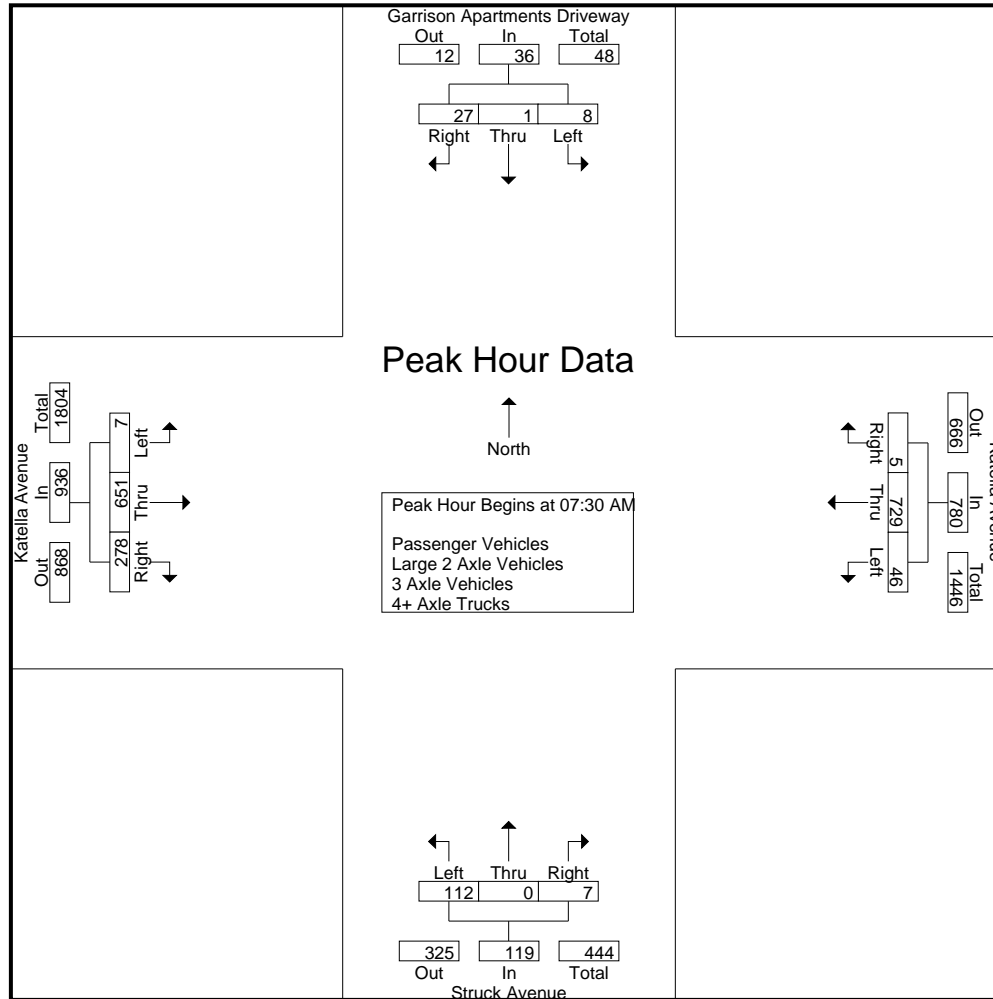 Garrison Apartments Driveway
Out In Total
12 36 48
27 1 8
Right Thru Left
Peak Hour Data
North
Peak Hour Begins at 07:30 AM
Passenger Vehicles
Large 2 Axle Vehicles
3 Axle Vehicles
4+ Axle Trucks
Katella Avenue
Out In Total
868 936 1804
278 651 7
Right Thru Left
Out In Total
666 780 1446
5 729 46
Right Thru Left
Left Thru Right
112 0 7
325 119 444
Out In Total
Struck Avenue